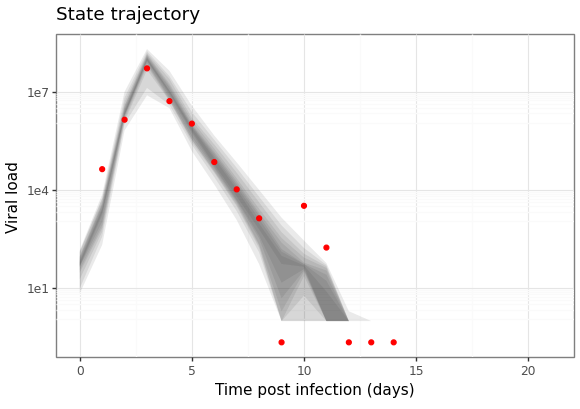 State trajectory
Viral load
1e7
1e4
1e1
0 5 10 15 20
Time post infection (days)